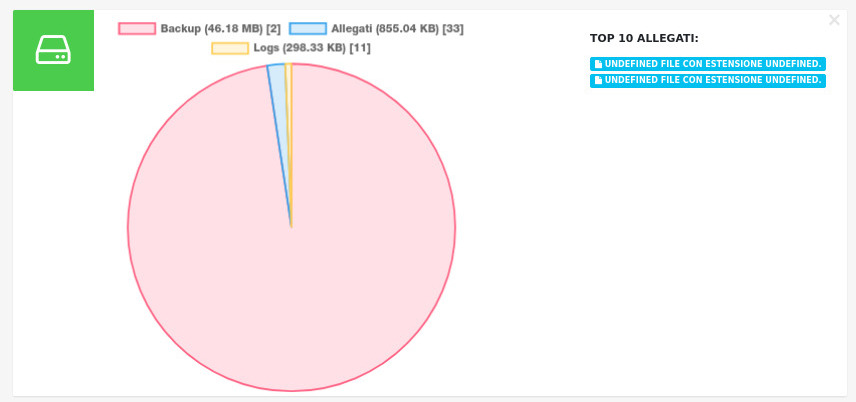 Backup (46.18 MB) [2] Allegati (855.04 KB) [33]
Logs (298.33 KB) [11]
TOP 10 ALLEGATI:
UNDEFINED FILE CON ESTENSIONE UNDEFINED.
UNDEFINED FILE CON ESTENSIONE UNDEFINED.